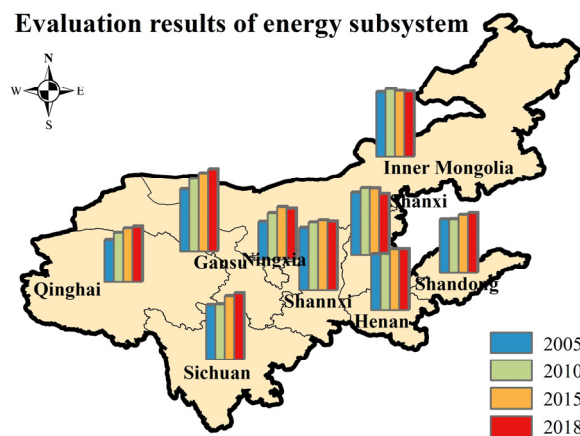 Evaluation results of energy subsystem
N
W E
S
Inner Mongolia
Shanxi
Gansu
Ningxia
Qinghai
Shannxi
Shandong
Henan
Sichuan
2005
2010
2015
2018